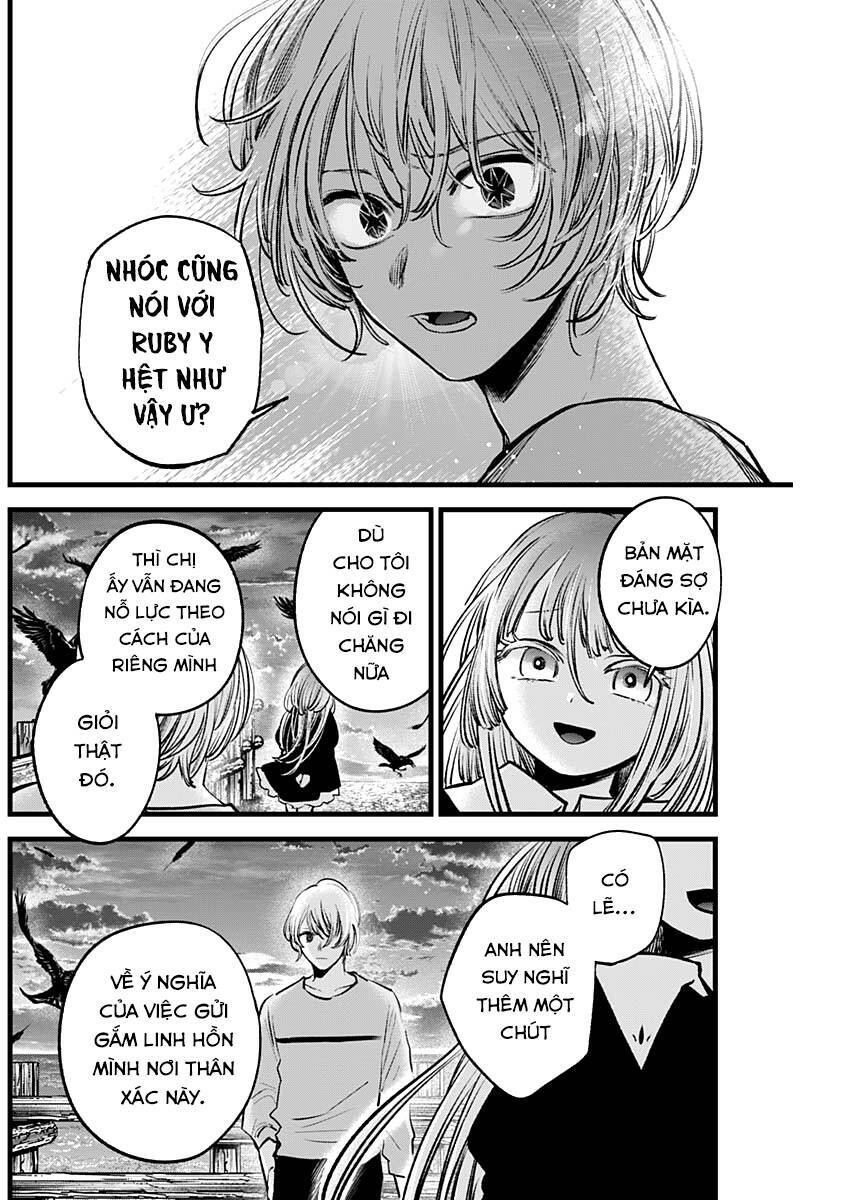 NHÓC CŨNG
NÓI VỚI
RUBY Y
HỆT NHƯ
VẬY Ư?
BẢN MẶT
ĐÁNG SỢ
CHƯA KÌA.
DÙ
CHO TÔI
KHÔNG
NÓI GÌ ĐI
CHĂNG
NỮA
THÌ CHỊ
ẤY VẪN ĐANG
NỖ LỰC THEO
CÁCH CỦA
RIÊNG MÌNH
GIỎI
THẬT
ĐÓ.
CÓ
LẼ...
ANH NÊN
SUY NGHĨ
THÊM MỘT
CHÚT
VỀ Ý NGHĨA
CỦA VIỆC GỬI
GẮM LINH HỒN
MÌNH NƠI THÂN
XÁC NÀY.